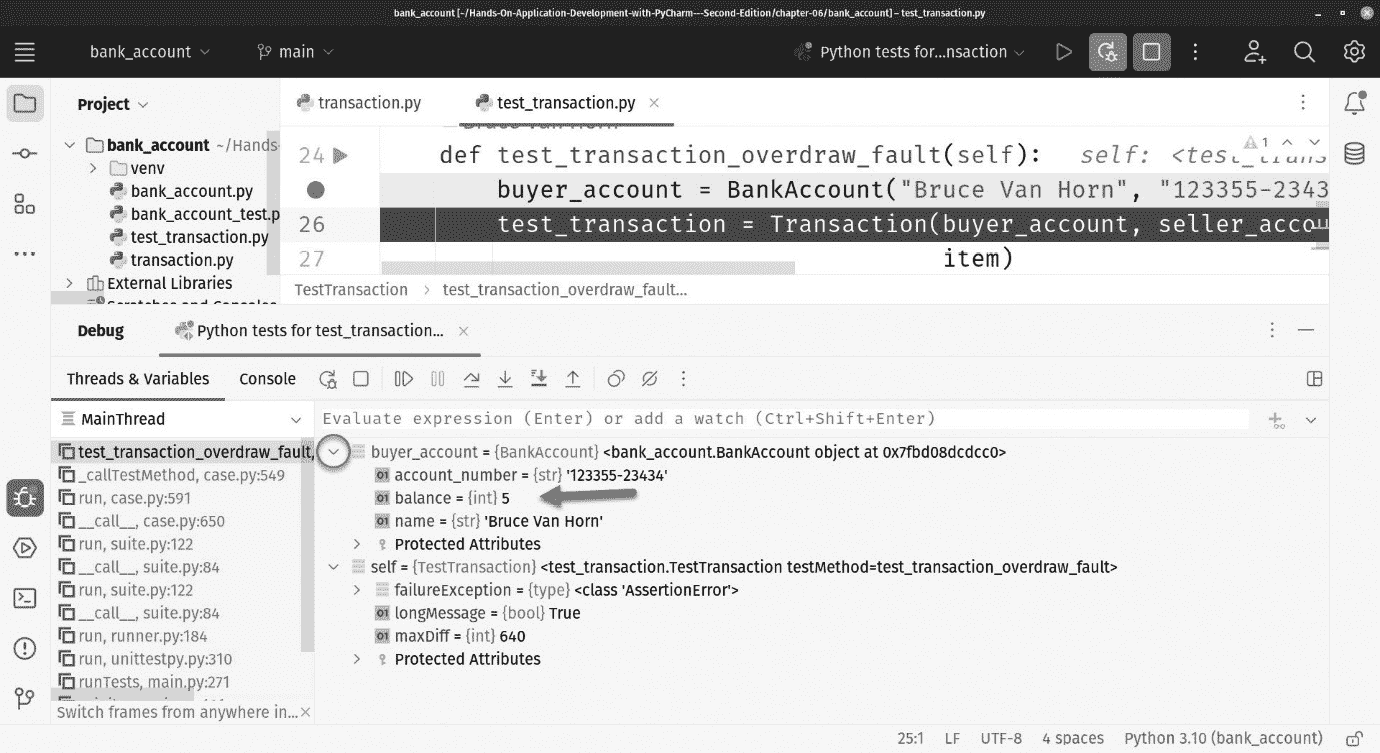 bank_account [~/Hands-On-Application-Development-with-PyCharm---Second-Edition/chapter-06/bank_account] – test_transaction.py
bank_account main Python tests for...nsaction
Project
transaction.py test_transaction.py
bank_account ~/Hands-
venv
bank_account.py
bank_account_test.p
test_transaction.py
transaction.py
External Libraries
Scratches and Consoles
24 def test_transaction_overdraw_fault(self): self: <test_trans
1
buyer_account = BankAccount("Bruce Van Horn", "123355-2343
26 test_transaction = Transaction(buyer_account, seller_accou
27 item)
TestTransaction > test_transaction_overdraw_fault...
Debug Python tests for test_transaction...
Threads & Variables Console
MainThread
Evaluate expression (Enter) or add a watch (Ctrl+Shift+Enter)
test_transaction_overdraw_fault,
_callTestMethod, case.py:549
run, case.py:591
__call__, case.py:650
run, suite.py:122
__call__, suite.py:84
run, suite.py:122
__call__, suite.py:84
run, runner.py:184
run, unittestpy.py:310
runTests, main.py:271
Switch frames from anywhere in...
buyer_account = {BankAccount} <bank_account.BankAccount object at 0x7fbd08dcdcc0>
01 account_number = {str} '123355-23434'
01 balance = {int} 5
01 name = {str} 'Bruce Van Horn'
Protected Attributes
self = {TestTransaction} <test_transaction.TestTransaction testMethod=test_transaction_overdraw_fault>
failureException = {type} <class 'AssertionError'>
01 longMessage = {bool} True
01 maxDiff = {int} 640
Protected Attributes
25:1 LF UTF-8 4 spaces Python 3.10 (bank_account)